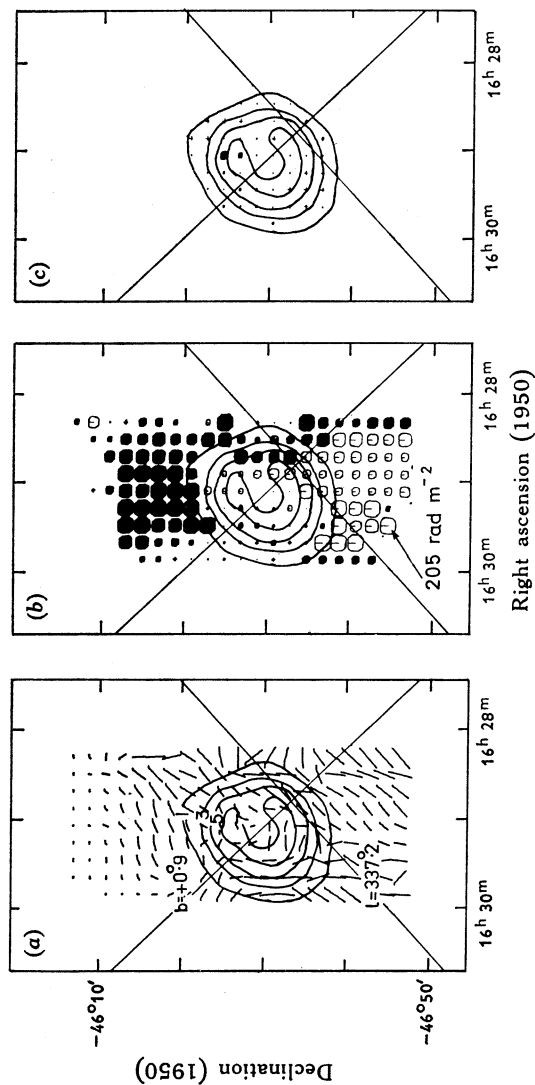 (a)
b=+0°.9
1
3
5
l=337°.2
−46°10′
−46°50′
Declination (1950)
16ʰ 30ᵐ
16ʰ 28ᵐ
(b)
205 rad m⁻²
16ʰ 30ᵐ
16ʰ 28ᵐ
Right ascension (1950)
(c)
16ʰ 30ᵐ
16ʰ 28ᵐ